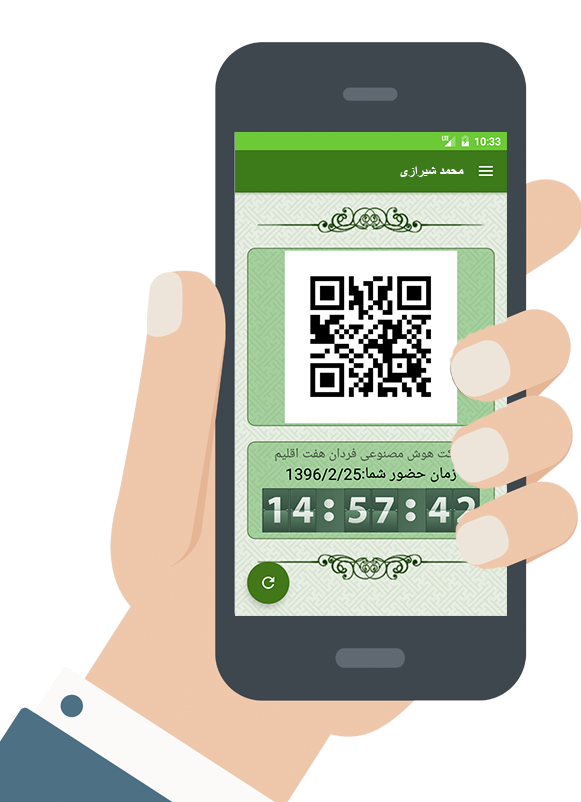 10:33
محمد شیرازی
هوش مصنوعی فردان هفت اقلیم
زمان حضور شما:1396/2/25
14:57:42